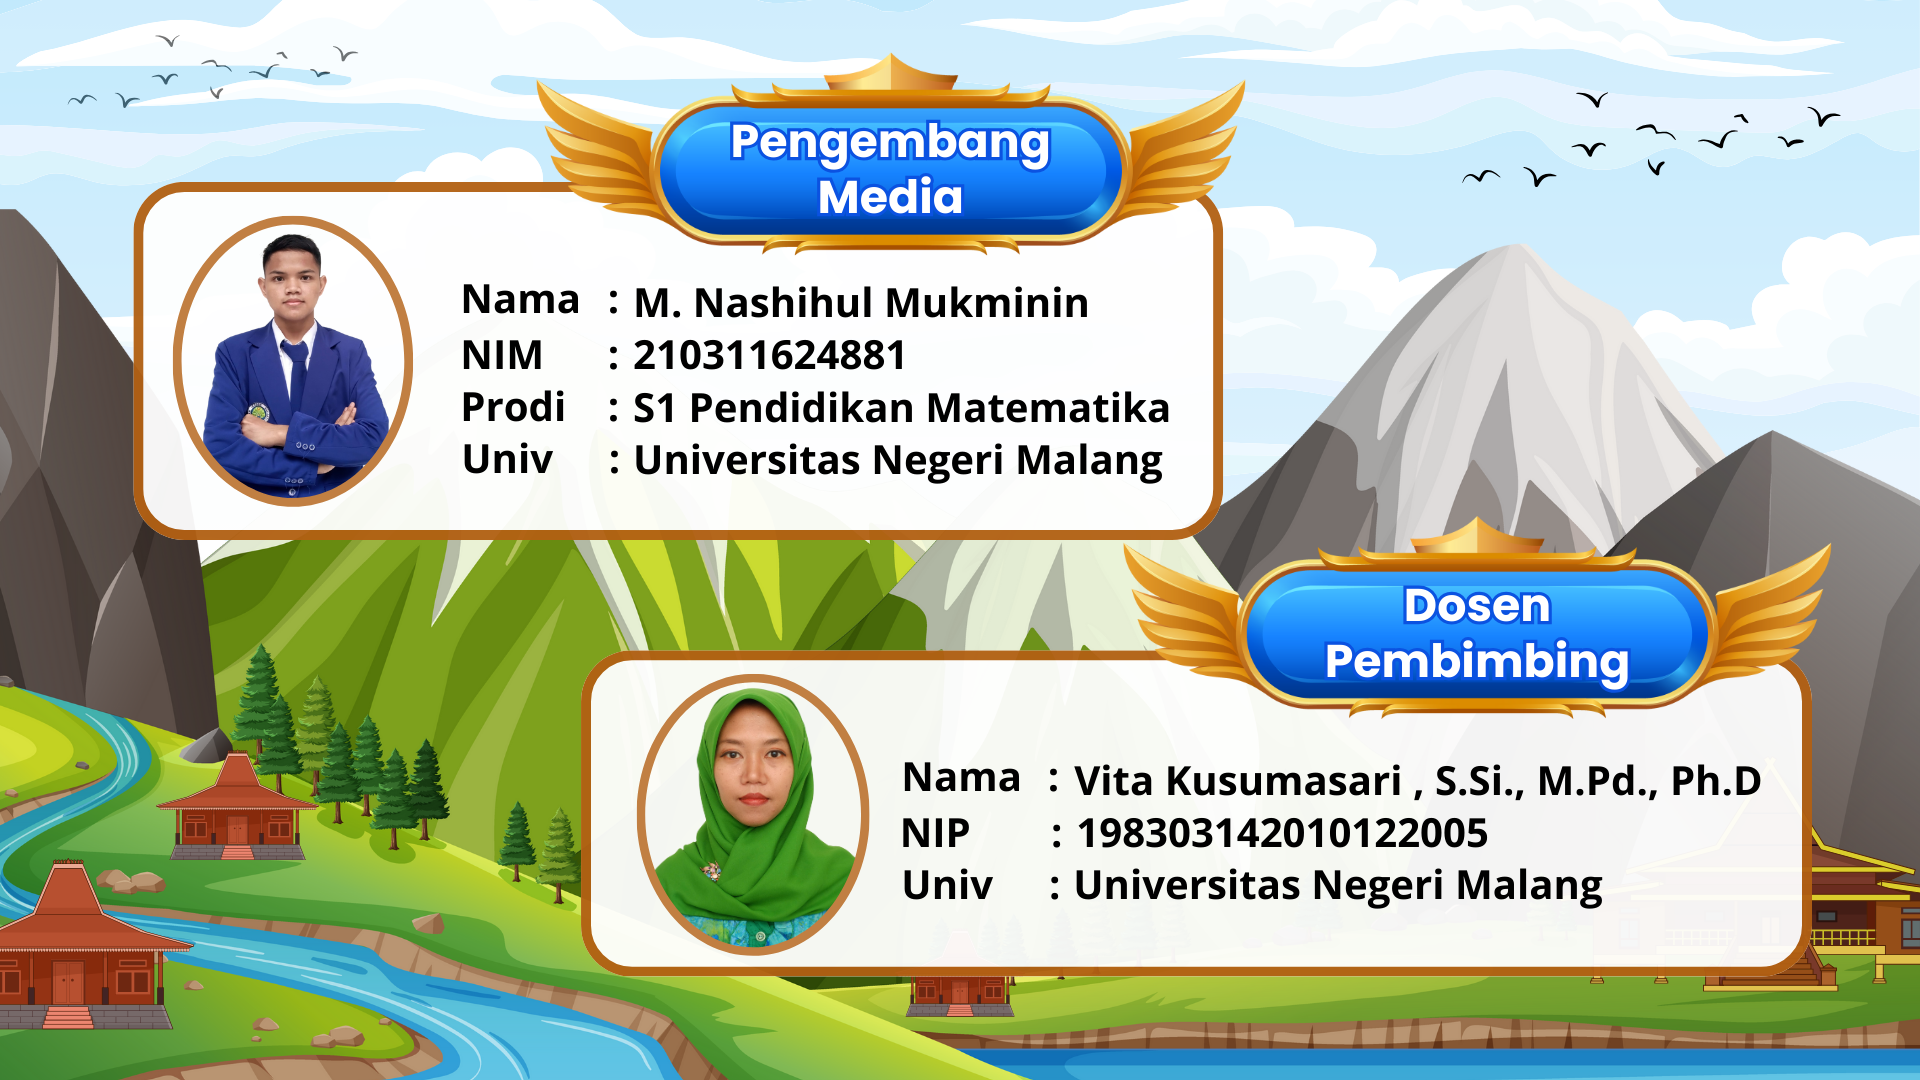 Pengembang
Media
Nama : M. Nashihul Mukminin
NIM : 210311624881
Prodi : S1 Pendidikan Matematika
Univ : Universitas Negeri Malang
Dosen
Pembimbing
Nama : Vita Kusumasari , S.Si., M.Pd., Ph.D
NIP : 198303142010122005
Univ : Universitas Negeri Malang